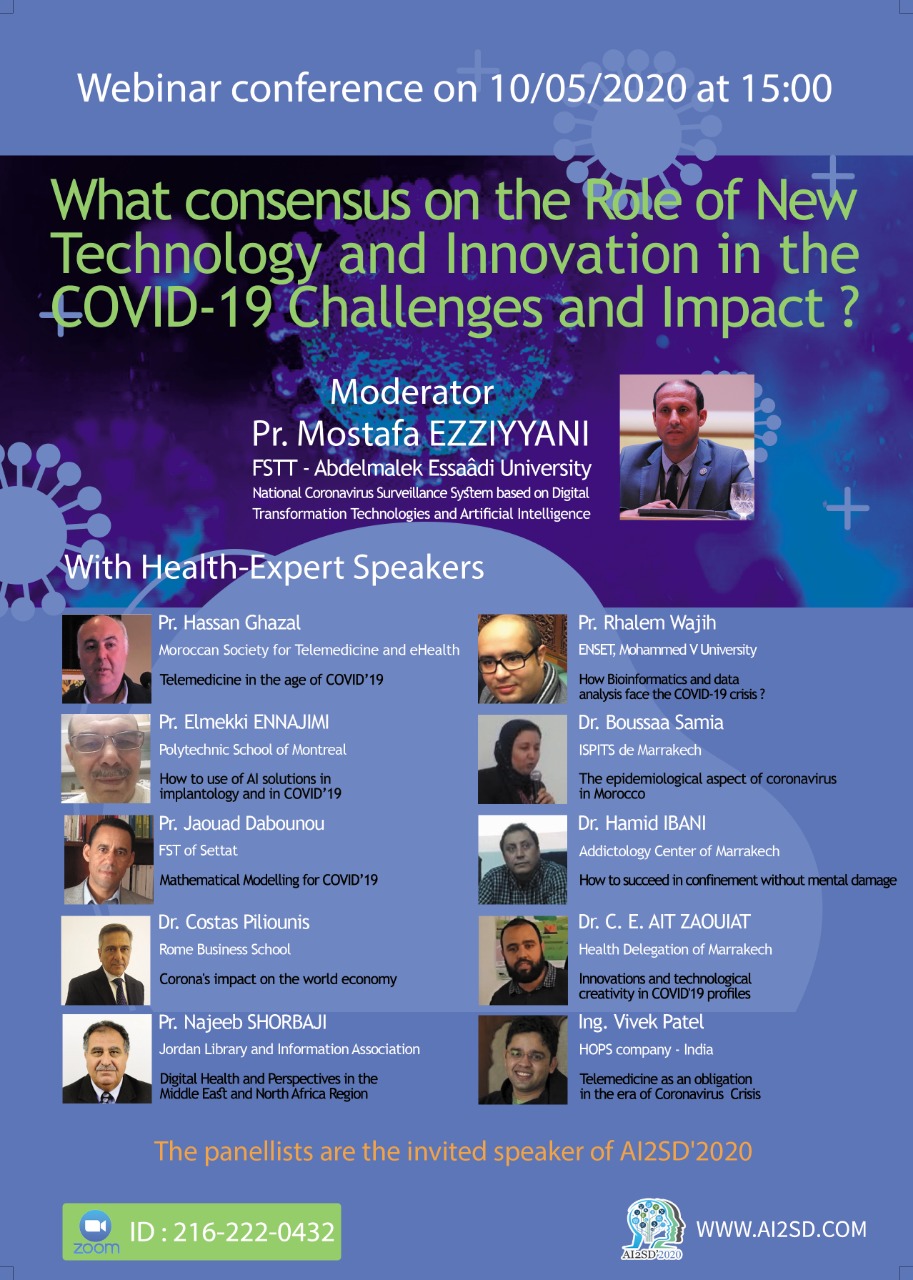 Webinar conference on 10/05/2020 at 15:00
What consensus on the Role of New
Technology and Innovation in the
COVID-19 Challenges and Impact ?
Moderator
Pr. Mostafa EZZIYYANI
FSTT - Abdelmalek Essaâdi University
National Coronavirus Surveillance System based on Digital
Transformation Technologies and Artificial Intelligence
With Health-Expert Speakers
Pr. Hassan Ghazal
Moroccan Society for Telemedicine and eHealth
Telemedicine in the age of COVID'19
Pr. Elmekki ENNAJIMI
Polytechnic School of Montreal
How to use of AI solutions in
implantology and in COVID'19
Pr. Jaouad Dabounou
FST of Settat
Mathematical Modelling for COVID'19
Dr. Costas Piliounis
Rome Business School
Corona's impact on the world economy
Pr. Najeeb SHORBAJI
Jordan Library and Information Association
Digital Health and Perspectives in the
Middle East and North Africa Region
Pr. Rhalem Wajih
ENSET, Mohammed V University
How Bioinformatics and data
analysis face the COVID-19 crisis ?
Dr. Boussaa Samia
ISPITS de Marrakech
The epidemiological aspect of coronavirus
in Morocco
Dr. Hamid IBANI
Addictology Center of Marrakech
How to succeed in confinement without mental damage
Dr. C. E. AIT ZAOUIAT
Health Delegation of Marrakech
Innovations and technological
creativity in COVID'19 profiles
Ing. Vivek Patel
HOPS company - India
Telemedicine as an obligation
in the era of Coronavirus Crisis
The panellists are the invited speaker of AI2SD'2020
zoom
ID : 216-222-0432
AI2SD'2020
WWW.AI2SD.COM